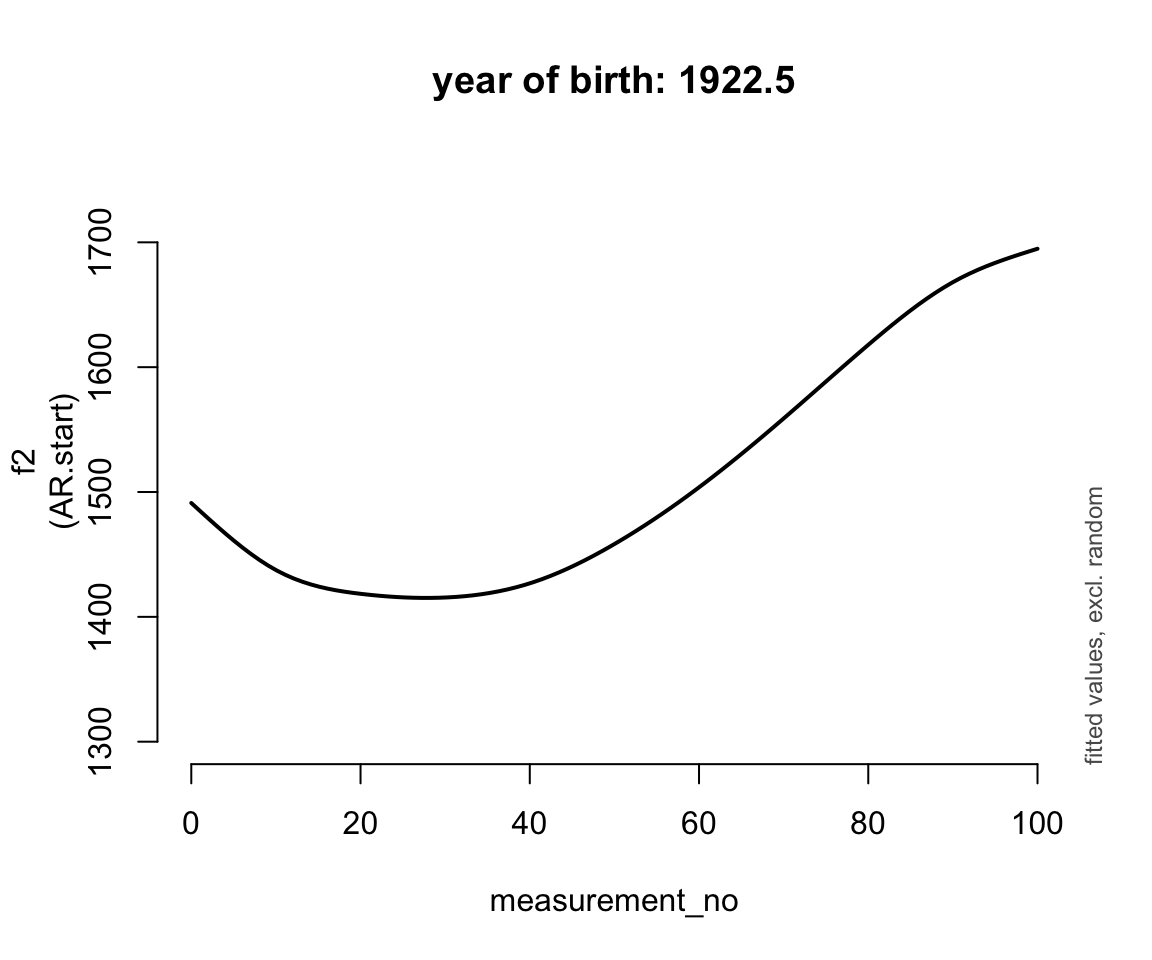 year of birth: 1922.5
f2
(AR.start)
1700
1600
1500
1400
1300
0 20 40 60 80 100
measurement_no
fitted values, excl. random